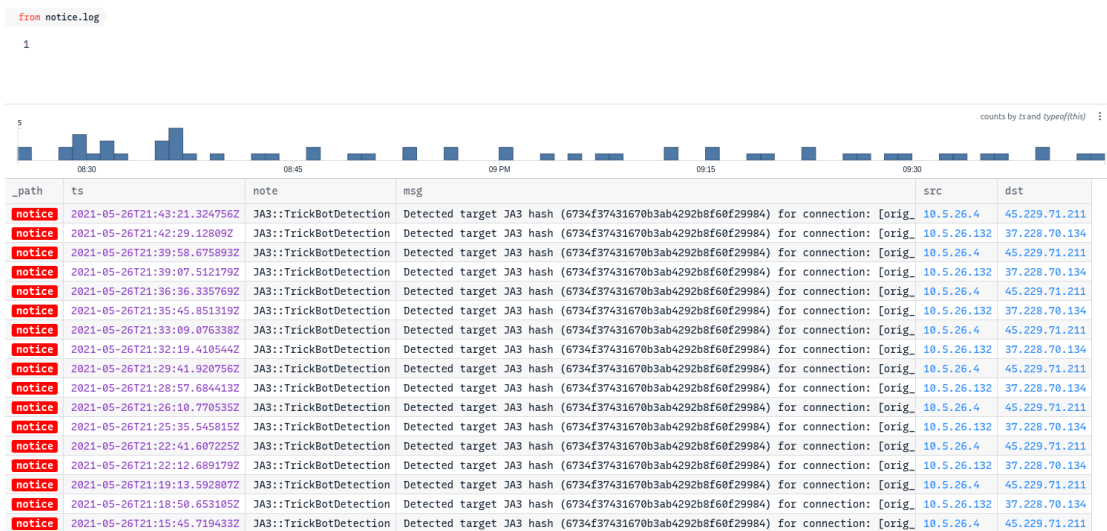 from notice.log
1
counts by ts and typeof(this)
5
08:30 08:45 09 PM 09:15 09:30
_path ts note msg src dst
notice 2021-05-26T21:43:21.324756Z JA3::TrickBotDetection Detected target JA3 hash (6734f37431670b3ab4292b8f60f29984) for connection: [orig_ 10.5.26.4 45.229.71.211
notice 2021-05-26T21:42:29.12809Z JA3::TrickBotDetection Detected target JA3 hash (6734f37431670b3ab4292b8f60f29984) for connection: [orig_ 10.5.26.132 37.228.70.134
notice 2021-05-26T21:39:58.675893Z JA3::TrickBotDetection Detected target JA3 hash (6734f37431670b3ab4292b8f60f29984) for connection: [orig_ 10.5.26.4 45.229.71.211
notice 2021-05-26T21:39:07.512179Z JA3::TrickBotDetection Detected target JA3 hash (6734f37431670b3ab4292b8f60f29984) for connection: [orig_ 10.5.26.132 37.228.70.134
notice 2021-05-26T21:36:36.335769Z JA3::TrickBotDetection Detected target JA3 hash (6734f37431670b3ab4292b8f60f29984) for connection: [orig_ 10.5.26.4 45.229.71.211
notice 2021-05-26T21:35:45.851319Z JA3::TrickBotDetection Detected target JA3 hash (6734f37431670b3ab4292b8f60f29984) for connection: [orig_ 10.5.26.132 37.228.70.134
notice 2021-05-26T21:33:09.076338Z JA3::TrickBotDetection Detected target JA3 hash (6734f37431670b3ab4292b8f60f29984) for connection: [orig_ 10.5.26.4 45.229.71.211
notice 2021-05-26T21:32:19.410544Z JA3::TrickBotDetection Detected target JA3 hash (6734f37431670b3ab4292b8f60f29984) for connection: [orig_ 10.5.26.132 37.228.70.134
notice 2021-05-26T21:29:41.920756Z JA3::TrickBotDetection Detected target JA3 hash (6734f37431670b3ab4292b8f60f29984) for connection: [orig_ 10.5.26.4 45.229.71.211
notice 2021-05-26T21:28:57.684413Z JA3::TrickBotDetection Detected target JA3 hash (6734f37431670b3ab4292b8f60f29984) for connection: [orig_ 10.5.26.132 37.228.70.134
notice 2021-05-26T21:26:10.770535Z JA3::TrickBotDetection Detected target JA3 hash (6734f37431670b3ab4292b8f60f29984) for connection: [orig_ 10.5.26.4 45.229.71.211
notice 2021-05-26T21:25:35.545815Z JA3::TrickBotDetection Detected target JA3 hash (6734f37431670b3ab4292b8f60f29984) for connection: [orig_ 10.5.26.132 37.228.70.134
notice 2021-05-26T21:22:41.607225Z JA3::TrickBotDetection Detected target JA3 hash (6734f37431670b3ab4292b8f60f29984) for connection: [orig_ 10.5.26.4 45.229.71.211
notice 2021-05-26T21:22:12.689179Z JA3::TrickBotDetection Detected target JA3 hash (6734f37431670b3ab4292b8f60f29984) for connection: [orig_ 10.5.26.132 37.228.70.134
notice 2021-05-26T21:19:13.592807Z JA3::TrickBotDetection Detected target JA3 hash (6734f37431670b3ab4292b8f60f29984) for connection: [orig_ 10.5.26.4 45.229.71.211
notice 2021-05-26T21:18:50.653105Z JA3::TrickBotDetection Detected target JA3 hash (6734f37431670b3ab4292b8f60f29984) for connection: [orig_ 10.5.26.132 37.228.70.134
notice 2021-05-26T21:15:45.719433Z JA3::TrickBotDetection Detected target JA3 hash (6734f37431670b3ab4292b8f60f29984) for connection: [orig_ 10.5.26.4 45.229.71.211